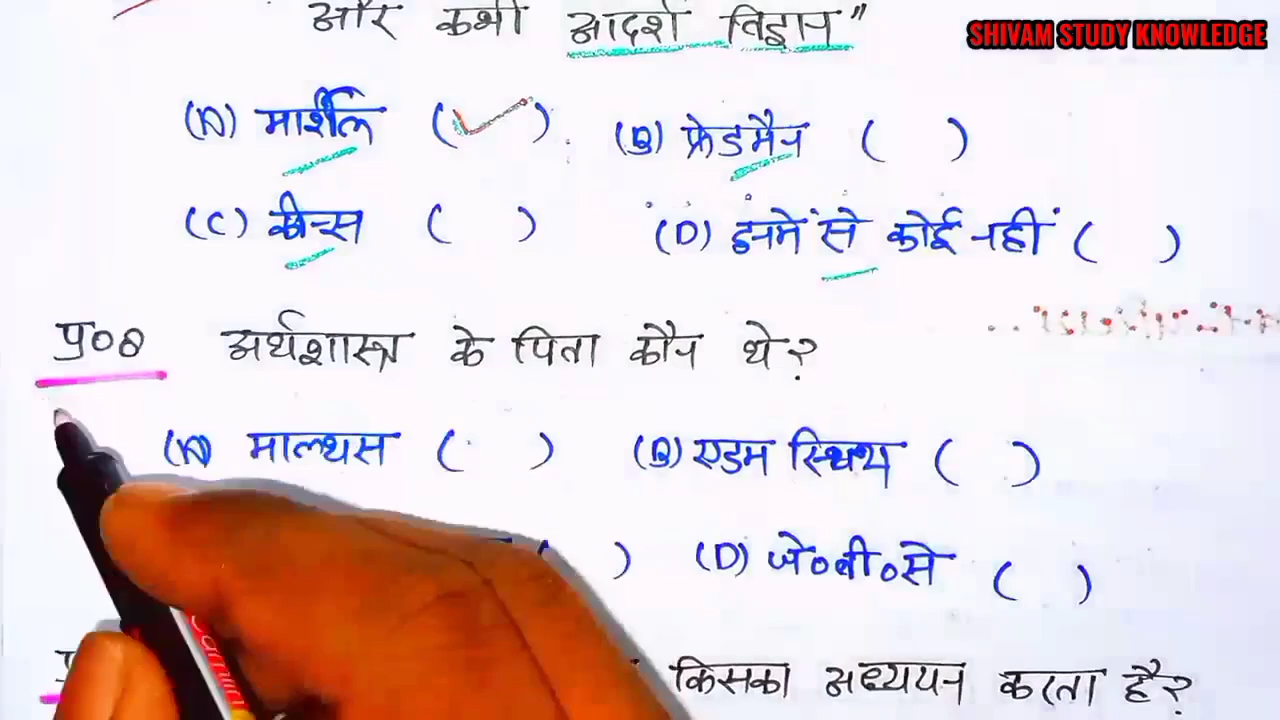 SHIVAM STUDY KNOWLEDGE
और कभी आदर्श विज्ञान"
(A) मार्शल ( ✓ ) (B) फ्रेडमैन ( )
(C) कीन्स ( ) (D) इनमें से कोई नहीं ( )
प्र०8 अर्थशास्त्र के पिता कौन थे?
(A) माल्थस ( ) (B) एडम स्मिथ ( )
( ) (D) जे०बी०से ( )
किसका अध्ययन करता है?